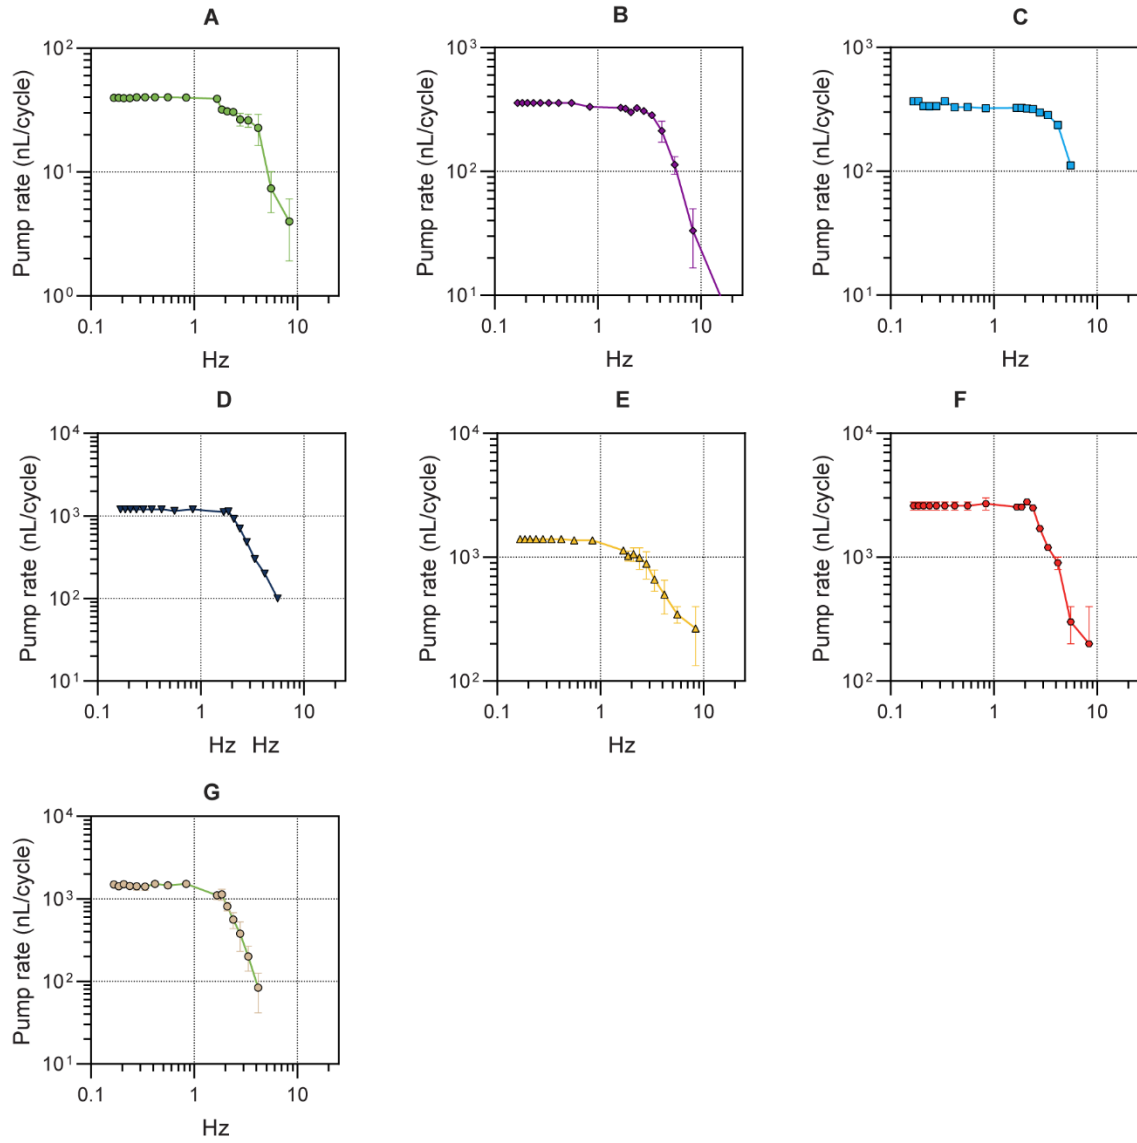 A
B
C
Pump rate (nL/cycle)
10²
10¹
10⁰
0.1
1
10
Hz
Pump rate (nL/cycle)
10³
10²
10¹
0.1
1
10
Hz
Pump rate (nL/cycle)
10³
10²
10¹
0.1
1
10
Hz
D
E
F
Pump rate (nL/cycle)
10⁴
10³
10²
10¹
0.1
1
10
Hz Hz
Pump rate (nL/cycle)
10⁴
10³
10²
0.1
1
10
Hz
Pump rate (nL/cycle)
10⁴
10³
10²
0.1
1
10
G
Pump rate (nL/cycle)
10⁴
10³
10²
10¹
0.1
1
10
Hz